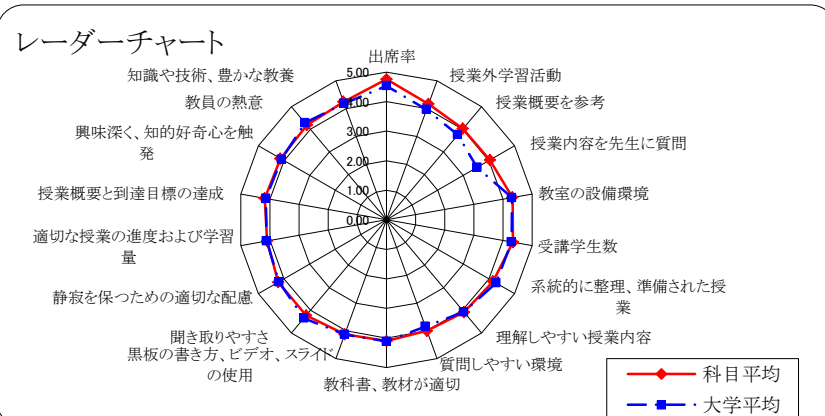 レーダーチャート
出席率
授業外学習活動
授業概要を参考
授業内容を先生に質問
教室の設備環境
受講学生数
系統的に整理、準備された授
業
理解しやすい授業内容
質問しやすい環境
教科書、教材が適切
黒板の書き方、ビデオ、スライド
の使用
聞き取りやすさ
静寂を保つための適切な配慮
適切な授業の進度および学習
量
授業概要と到達目標の達成
興味深く、知的好奇心を触
発
教員の熱意
知識や技術、豊かな教養
5.00
4.00
3.00
2.00
1.00
0.00
科目平均
大学平均